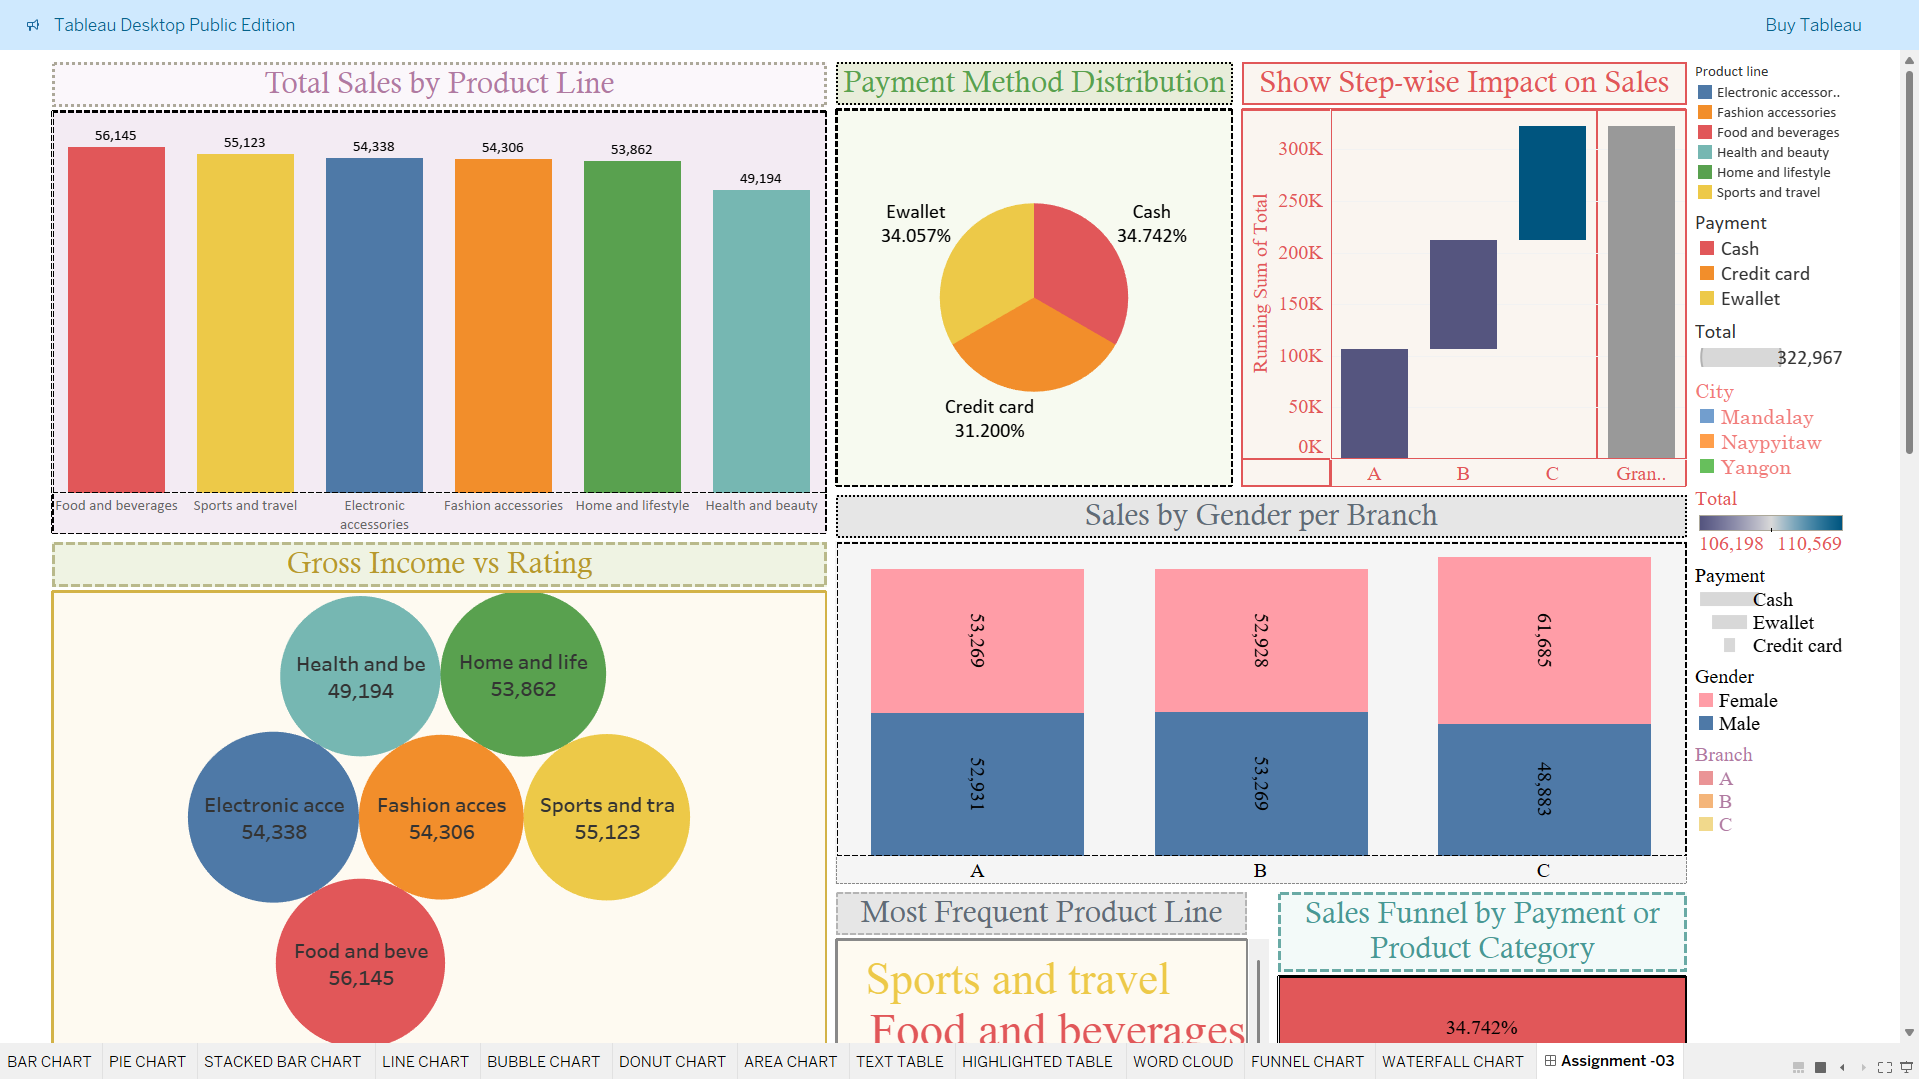 Tableau Desktop Public Edition
Buy Tableau
Total Sales by Product Line
56,145
55,123
54,338
54,306
53,862
49,194
Food and beverages
Sports and travel
Electronic
accessories
Fashion accessories
Home and lifestyle
Health and beauty
Payment Method Distribution
Ewallet
34.057%
Cash
34.742%
Credit card
31.200%
Show Step-wise Impact on Sales
Running Sum of Total
300K
250K
200K
150K
100K
50K
0K
A
B
C
Gran..
Product line
Electronic accessor..
Fashion accessories
Food and beverages
Health and beauty
Home and lifestyle
Sports and travel
Payment
Cash
Credit card
Ewallet
Total
322,967
City
Mandalay
Naypyitaw
Yangon
Total
106,198 110,569
Payment
Cash
Ewallet
Credit card
Gender
Female
Male
Branch
A
B
C
Gross Income vs Rating
Health and be
49,194
Home and life
53,862
Electronic acce
54,338
Fashion acces
54,306
Sports and tra
55,123
Food and beve
56,145
Sales by Gender per Branch
53,269
52,928
61,685
52,931
53,269
48,883
A
B
C
Most Frequent Product Line
Sports and travel
Food and beverages
Sales Funnel by Payment or
Product Category
34.742%
BAR CHART
PIE CHART
STACKED BAR CHART
LINE CHART
BUBBLE CHART
DONUT CHART
AREA CHART
TEXT TABLE
HIGHLIGHTED TABLE
WORD CLOUD
FUNNEL CHART
WATERFALL CHART
Assignment -03